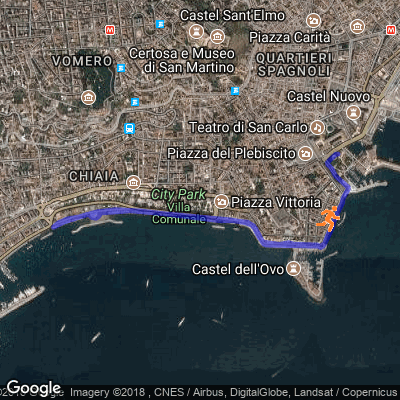 Castel Sant'Elmo
Certosa e Museo
di San Martino
Piazza Carità
VOMERO
QUARTIERI
SPAGNOLI
Castel Nuovo
Teatro di San Carlo
Piazza del Plebiscito
CHIAIA
City Park
Villa
Comunale
Piazza Vittoria
Castel dell'Ovo
Google
Imagery ©2018 , CNES / Airbus, DigitalGlobe, Landsat / Copernicus